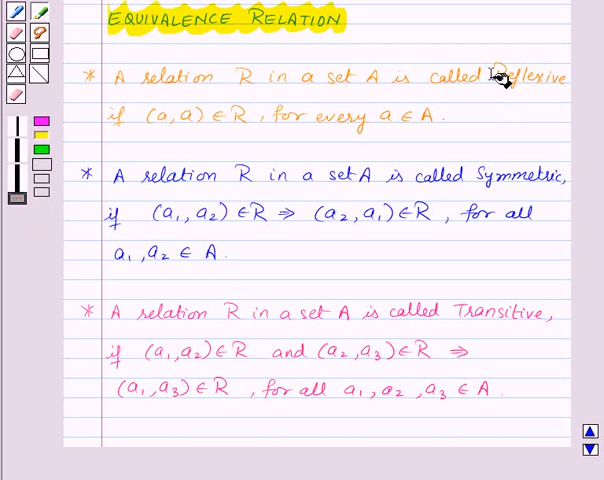 EQUIVALENCE RELATION
* A relation R in a set A is called Reflexive
if (a, a) ∈ R, for every a ∈ A.
* A relation R in a set A is called Symmetric,
if (a₁, a₂) ∈ R ⇒ (a₂, a₁) ∈ R, for all
a₁, a₂ ∈ A.
* A relation R in a set A is called Transitive,
if (a₁, a₂) ∈ R and (a₂, a₃) ∈ R ⇒
(a₁, a₃) ∈ R, for all a₁, a₂, a₃ ∈ A.